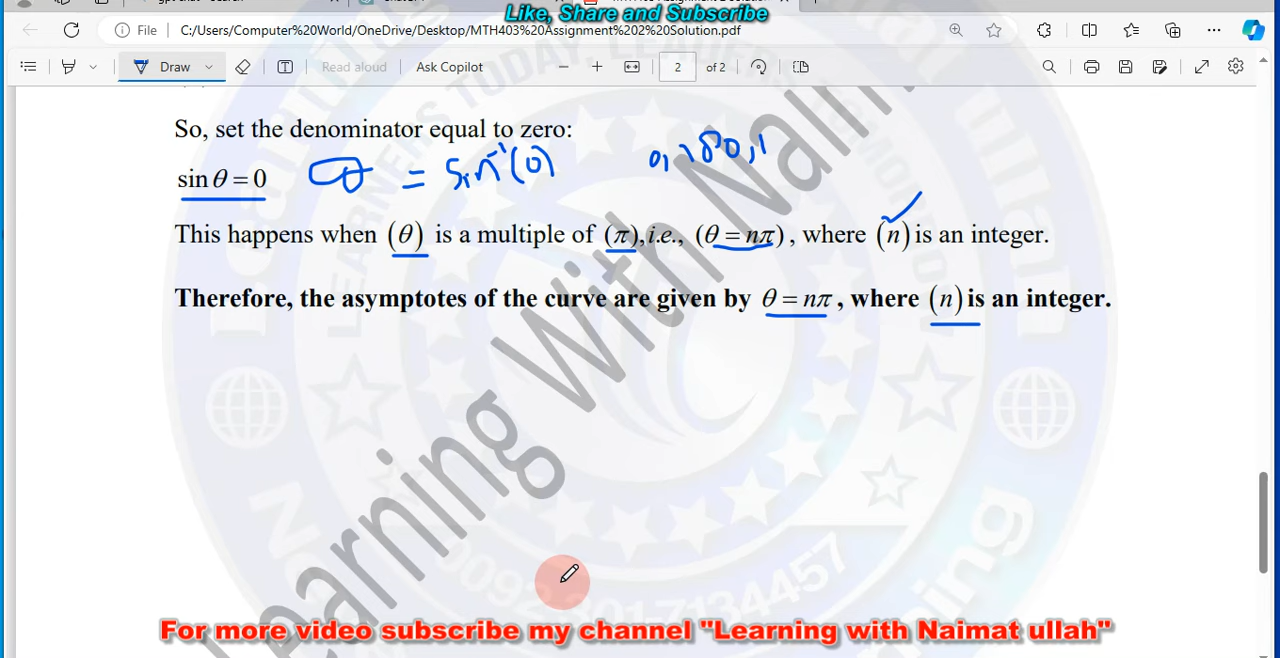 Like, Share and Subscribe
File C:/Users/Computer%20World/OneDrive/Desktop/MTH403%20Assignment%202%20Solution.pdf
Draw Read aloud Ask Copilot 2 of 2
So, set the denominator equal to zero:
sin θ = 0 θ = Sin⁻¹(0) 0, 180, 1
This happens when (θ) is a multiple of (π), i.e., (θ = nπ), where (n) is an integer.
Therefore, the asymptotes of the curve are given by θ = nπ, where (n) is an integer.
Learning With Naim
For more video subscribe my channel "Learning with Naimat ullah"